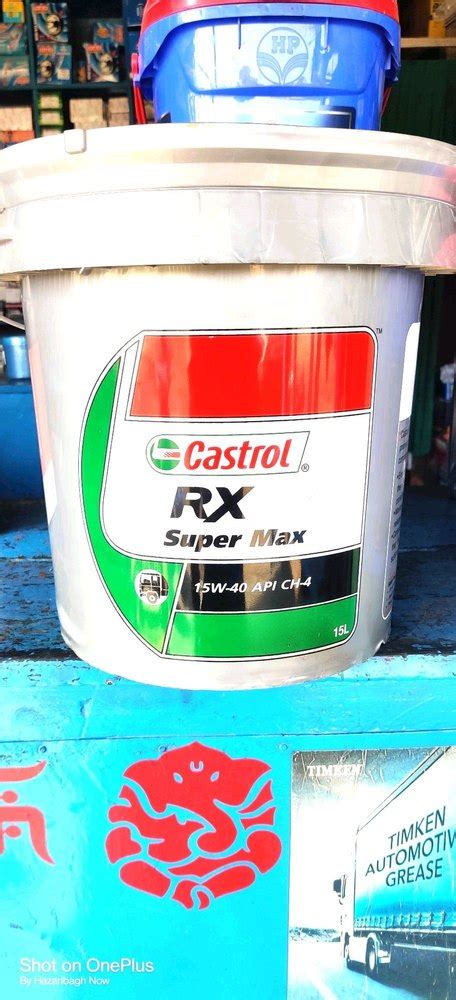 HP
Castrol
RX
Super Max
15W-40 API CH-4
15L
TIMKEN
TIMKEN
AUTOMOTIV
GREASE
Shot on OnePlus
By Hazaribagh Now